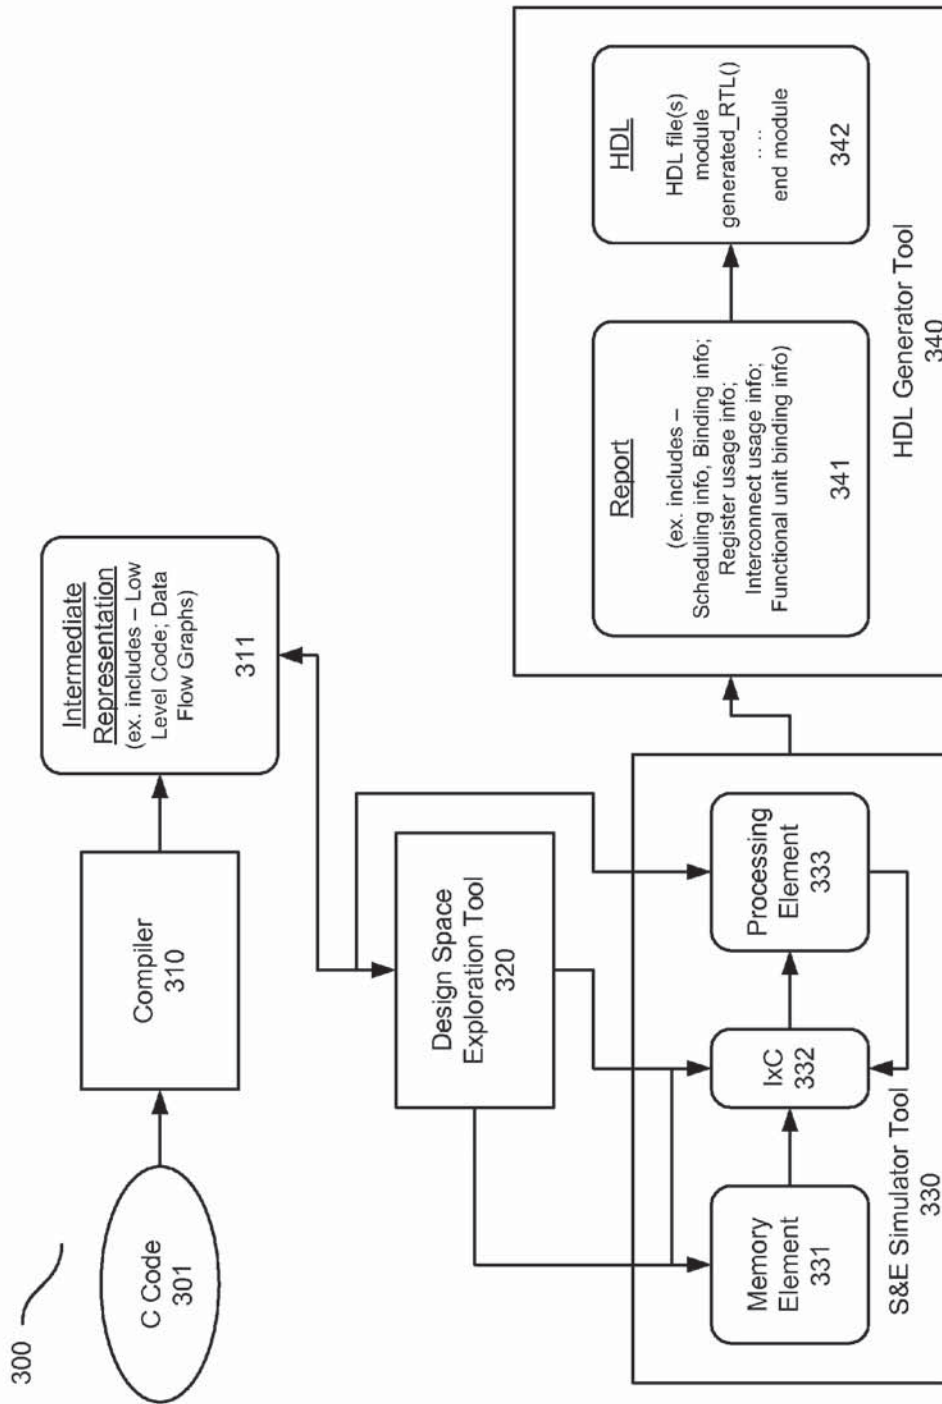 300
C Code
301
Compiler
310
Intermediate
Representation
(ex. includes – Low
Level Code; Data
Flow Graphs)
311
Design Space
Exploration Tool
320
Memory
Element
331
IxC
332
Processing
Element
333
S&E Simulator Tool
330
Report
(ex. includes –
Scheduling info, Binding info;
Register usage info;
Interconnect usage info;
Functional unit binding info)
341
HDL
HDL file(s)
module
generated_RTL()
.. ..
end module
342
HDL Generator Tool
340